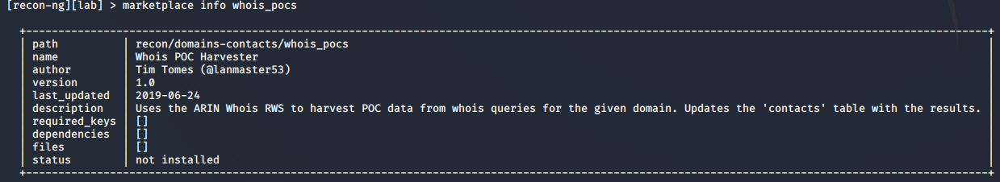 [recon-ng][lab] > marketplace info whois_pocs
+---------------------------------------------------------------------------------------------------------------------------------------------------+
| path | recon/domains-contacts/whois_pocs |
| name | Whois POC Harvester |
| author | Tim Tomes (@lanmaster53) |
| version | 1.0 |
| last_updated | 2019-06-24 |
| description | Uses the ARIN Whois RWS to harvest POC data from whois queries for the given domain. Updates the 'contacts' table with the results. |
| required_keys | [] |
| dependencies | [] |
| files | [] |
| status | not installed |
+---------------------------------------------------------------------------------------------------------------------------------------------------+